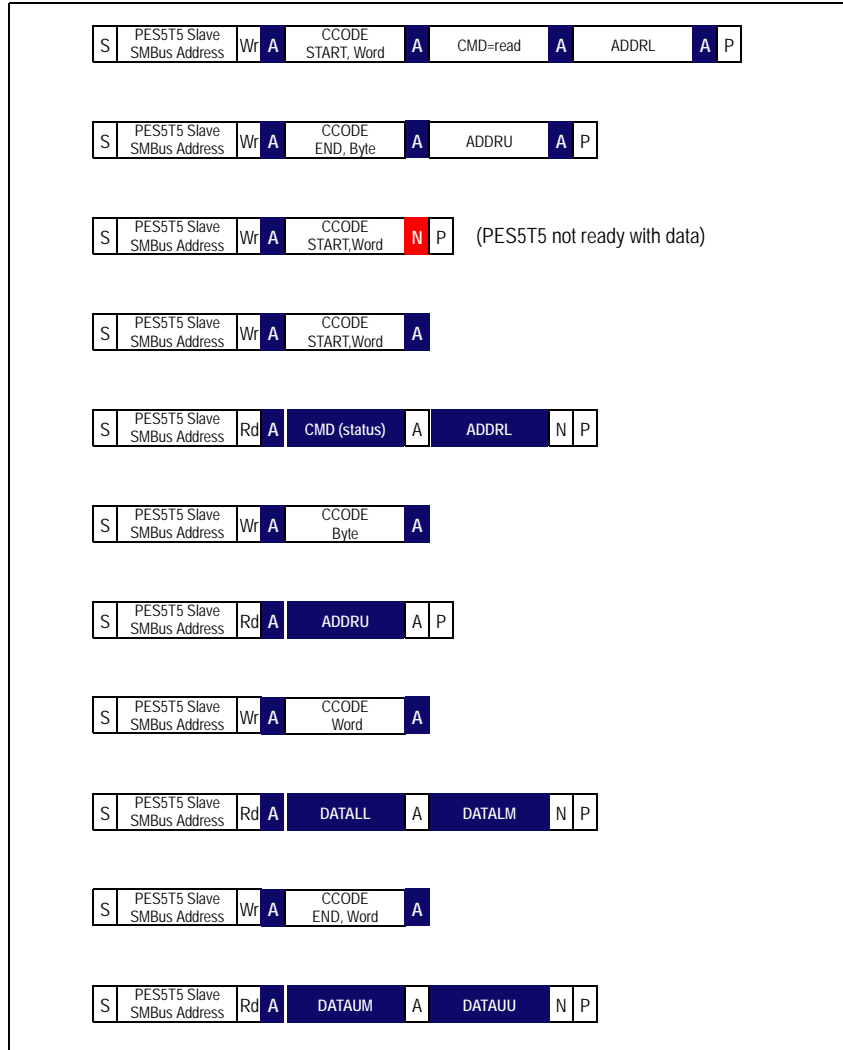 S PES5T5 Slave SMBus Address Wr A CCODE START, Word A CMD=read A ADDRL A P
S PES5T5 Slave SMBus Address Wr A CCODE END, Byte A ADDRU A P
S PES5T5 Slave SMBus Address Wr A CCODE START,Word N P (PES5T5 not ready with data)
S PES5T5 Slave SMBus Address Wr A CCODE START,Word A
S PES5T5 Slave SMBus Address Rd A CMD (status) A ADDRL N P
S PES5T5 Slave SMBus Address Wr A CCODE Byte A
S PES5T5 Slave SMBus Address Rd A ADDRU A P
S PES5T5 Slave SMBus Address Wr A CCODE Word A
S PES5T5 Slave SMBus Address Rd A DATALL A DATALM N P
S PES5T5 Slave SMBus Address Wr A CCODE END, Word A
S PES5T5 Slave SMBus Address Rd A DATAUM A DATAUU N P